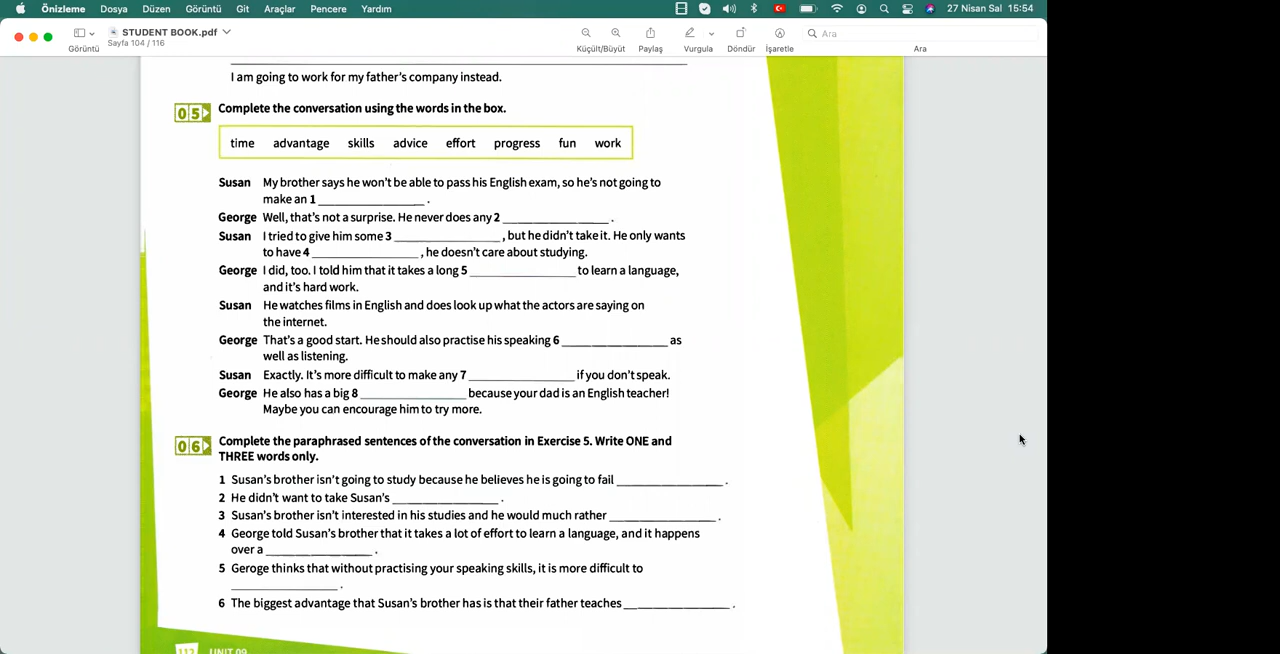 Önizleme Dosya Düzen Görüntü Git Araçlar Pencere Yardım 27 Nisan Sal 15:54
STUDENT BOOK.pdf
Sayfa 104 / 116
Görüntü Küçült/Büyüt Paylaş Vurgula Döndür İşaretle Ara
Ara
I am going to work for my father's company instead.
05 Complete the conversation using the words in the box.
time advantage skills advice effort progress fun work
Susan My brother says he won't be able to pass his English exam, so he's not going to
make an 1 _______________ .
George Well, that's not a surprise. He never does any 2 _______________ .
Susan I tried to give him some 3 _______________ , but he didn't take it. He only wants
to have 4 _______________ , he doesn't care about studying.
George I did, too. I told him that it takes a long 5 _______________ to learn a language,
and it's hard work.
Susan He watches films in English and does look up what the actors are saying on
the internet.
George That's a good start. He should also practise his speaking 6 _______________ as
well as listening.
Susan Exactly. It's more difficult to make any 7 _______________ if you don't speak.
George He also has a big 8 _______________ because your dad is an English teacher!
Maybe you can encourage him to try more.
06 Complete the paraphrased sentences of the conversation in Exercise 5. Write ONE and
THREE words only.
1 Susan's brother isn't going to study because he believes he is going to fail _______________ .
2 He didn't want to take Susan's _______________ .
3 Susan's brother isn't interested in his studies and he would much rather _______________ .
4 George told Susan's brother that it takes a lot of effort to learn a language, and it happens
over a _______________ .
5 Geroge thinks that without practising your speaking skills, it is more difficult to
_______________ .
6 The biggest advantage that Susan's brother has is that their father teaches _______________ .
112 UNIT 09